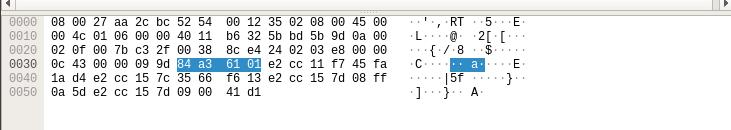 0000 08 00 27 aa 2c bc 52 54 00 12 35 02 08 00 45 00 ··'·,·RT ··5···E·
0010 00 4c 01 06 00 00 40 11 b6 32 5b bd 5b 9d 0a 00 ·L····@· ·2[·[···
0020 02 0f 00 7b c3 2f 00 38 8c e4 24 02 03 e8 00 00 ···{·/·8 ··$·····
0030 0c 43 00 00 09 9d 84 a3 61 01 e2 cc 11 f7 45 fa ·C······ a·····E·
0040 1a d4 e2 cc 15 7c 35 66 f6 13 e2 cc 15 7d 08 ff ·····|5f ·····}··
0050 0a 5d e2 cc 15 7d 09 00 41 d1 ·]···}·· A·